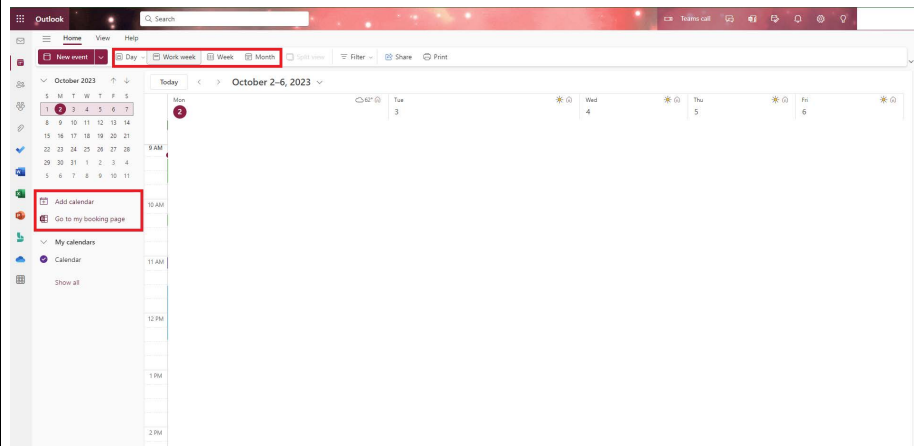 Outlook
Search
Teams call
Home View Help
New event Day Work week Week Month Split view Filter Share Print
October 2023
Today October 2–6, 2023
S M T W T F S
1 2 3 4 5 6 7
8 9 10 11 12 13 14
15 16 17 18 19 20 21
22 23 24 25 26 27 28
29 30 31 1 2 3 4
5 6 7 8 9 10 11
Add calendar
Go to my booking page
My calendars
Calendar
Show all
Mon 62° Tue Wed Thu Fri
2 3 4 5 6
9 AM
10 AM
11 AM
12 PM
1 PM
2 PM